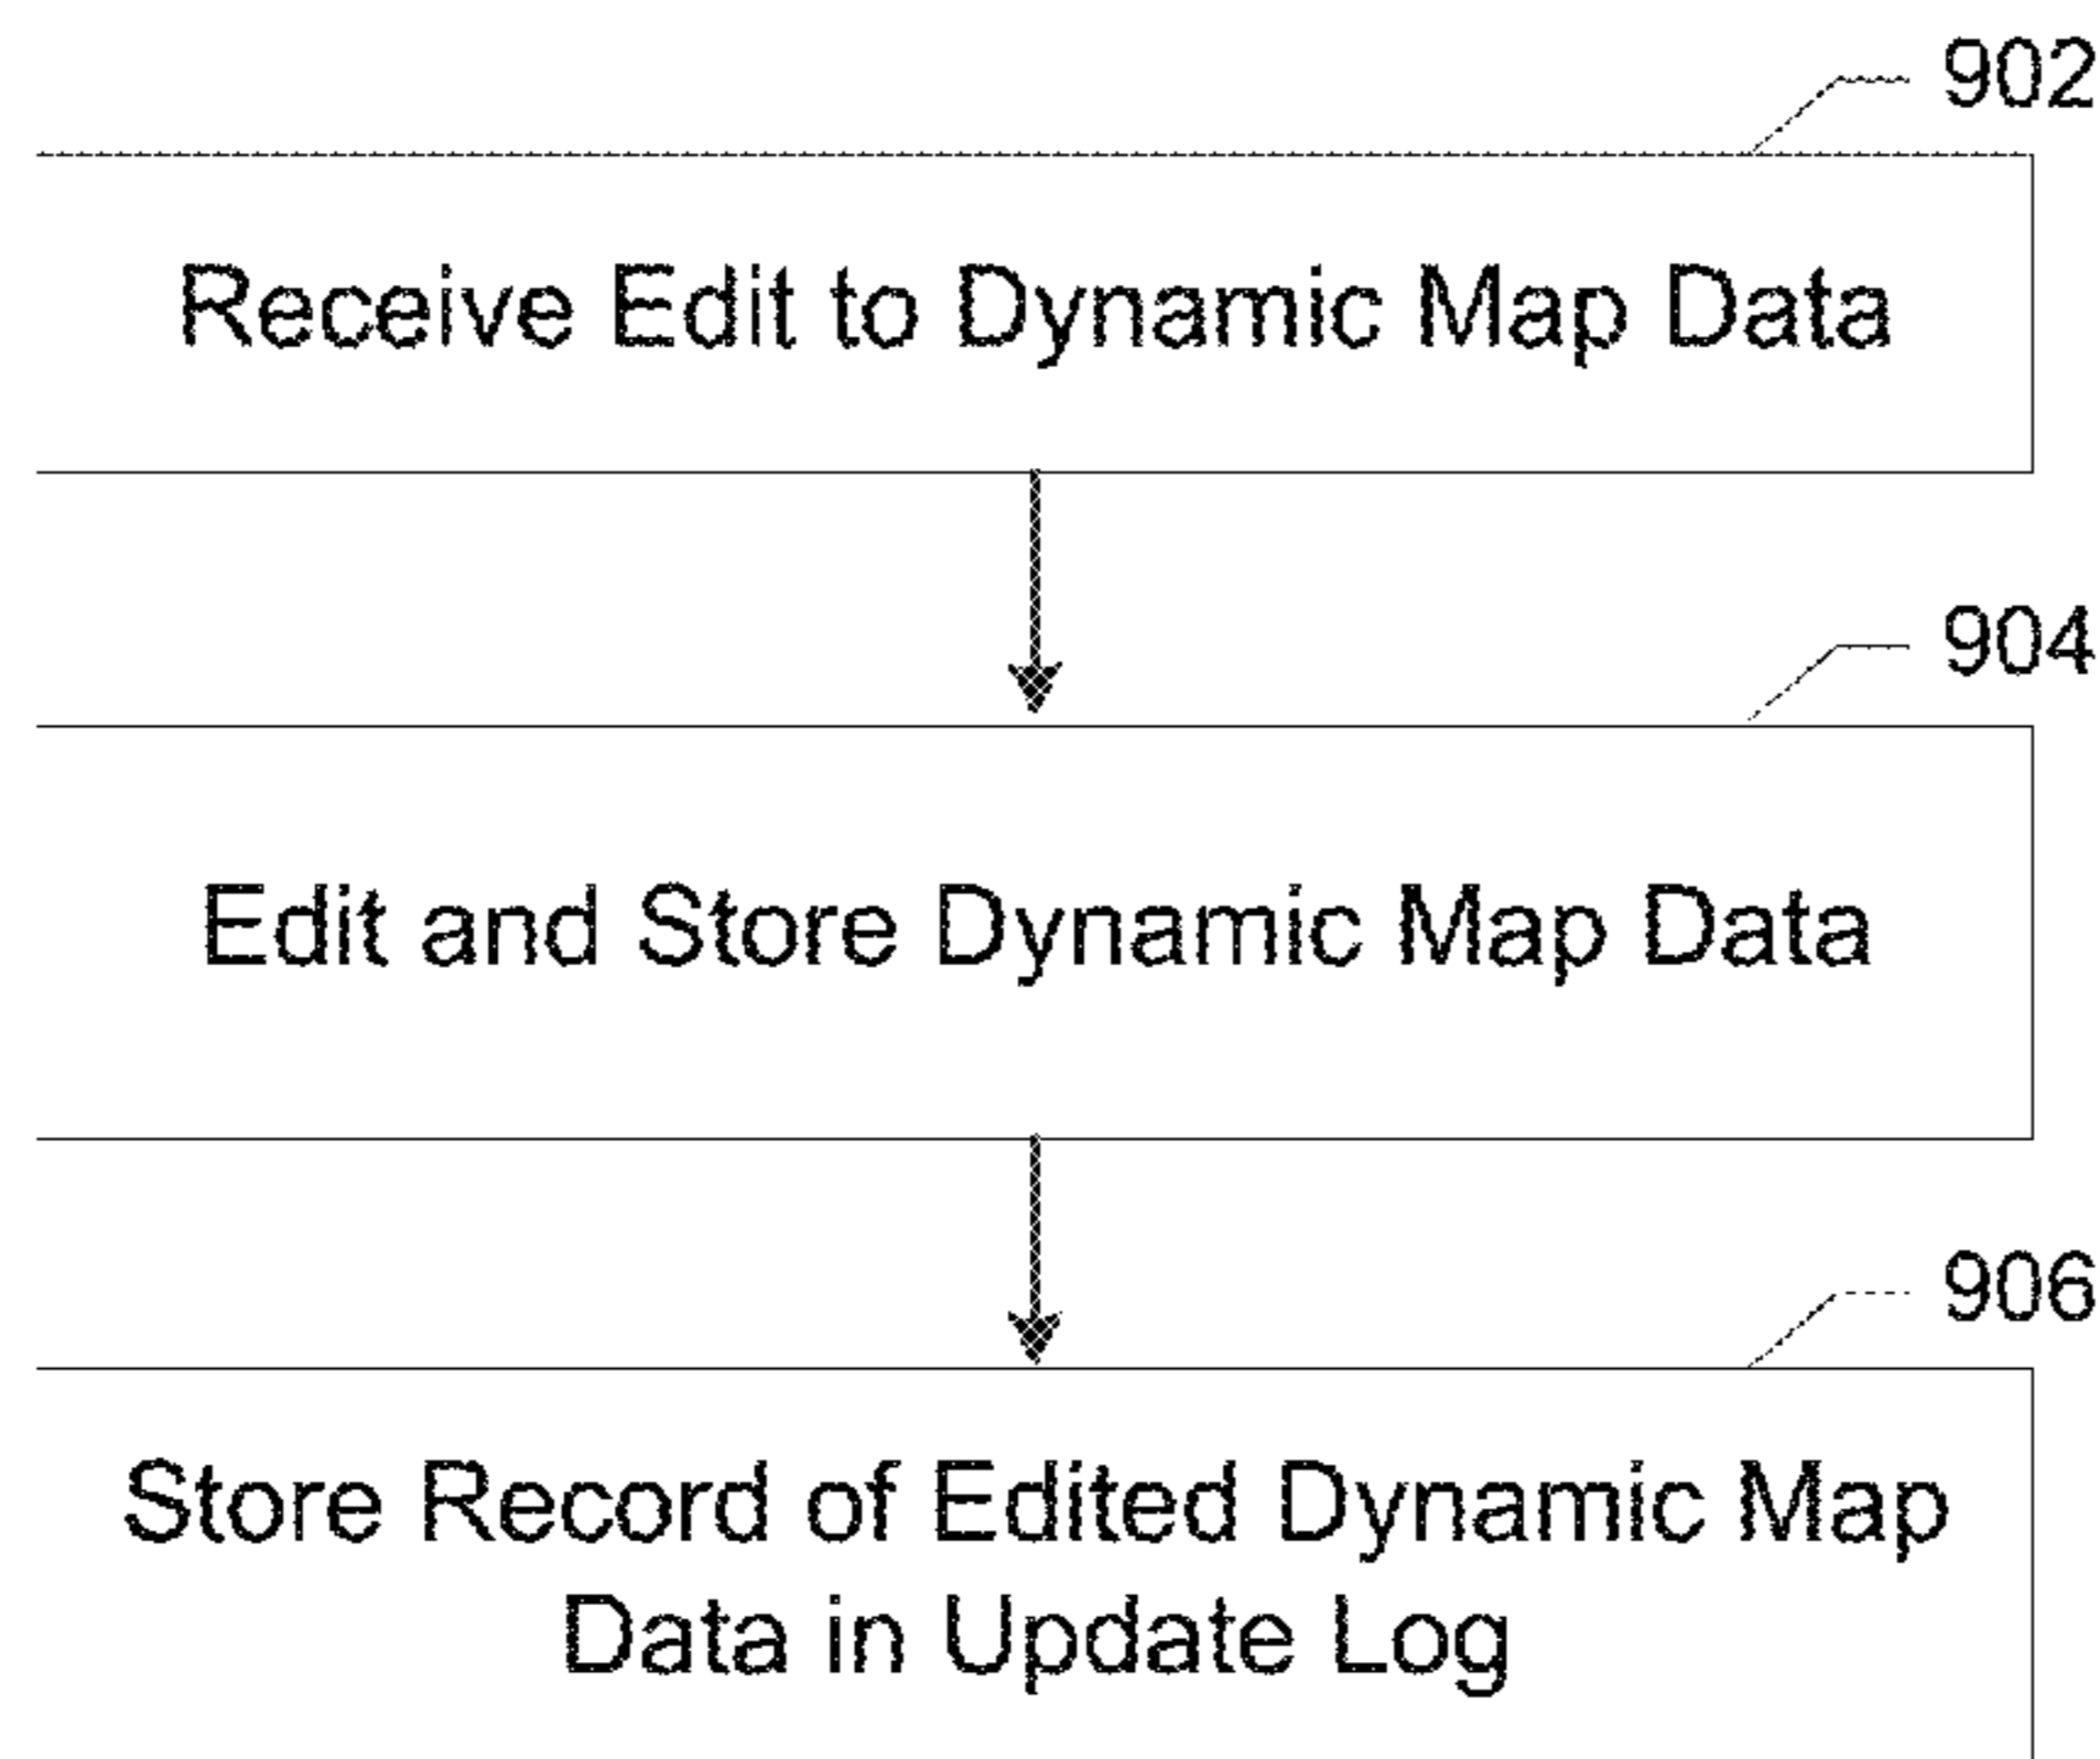 902
Receive Edit to Dynamic Map Data
904
Edit and Store Dynamic Map Data
906
Store Record of Edited Dynamic Map
Data in Update Log